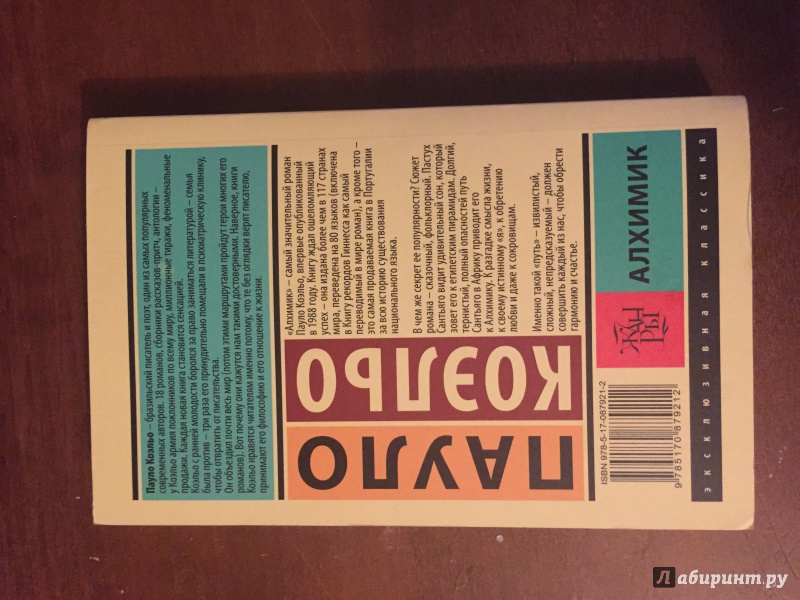 Пауло Коэльо – бразильский писатель и поэт, один из самых популярных
современных авторов. 18 романов, сборники рассказов-притч, антологии –
у Коэльо армия поклонников по всему миру, миллионные тиражи, феноменальные
продажи. Каждая новая книга становится сенсацией.
Коэльо с ранней молодости боролся за право заниматься литературой – семья
была против – три раза его принудительно помещали в психиатрическую клинику,
чтобы отвратить от писательства.
Он объездил почти весь мир (потом этими маршрутами пройдут герои многих его
романов). Вот почему они кажутся нам такими достоверными. Наверное, книги
Коэльо нравятся читателям именно потому, что те без оглядки верят писателю,
принимают его философию и его отношение к жизни.
ПАУЛО
КОЭЛЬО
«Алхимик» – самый значительный роман
Пауло Коэльо, впервые опубликованный
в 1988 году. Книгу ждал ошеломляющий
успех – она издана более чем в 117 странах
мира, переведена на 80 языков (включена
в Книгу рекордов Гиннесса как самый
переводимый в мире роман), а кроме того –
это самая продаваемая книга в Португалии
за всю историю существования
национального языка.
В чем же секрет ее популярности? Сюжет
романа – сказочный, фольклорный. Пастух
Сантьяго видит удивительный сон, который
зовет его к египетским пирамидам. Долгий,
тернистый, полный опасностей путь
Сантьяго в Африку приводит его
к Алхимику. К разгадке смысла жизни,
к своему истинному «я», к обретению
любви и даже к сокровищам.
Именно такой «путь» – извилистый,
сложный, непредсказуемый – должен
совершить каждый из нас, чтобы обрести
гармонию и счастье.
ISBN 978-5-17-087921-2
9 785170 879212
ЖАН
РЫ
АЛХИМИК
ЭКСКЛЮЗИВНАЯ КЛАССИКА
Лабиринт.ру